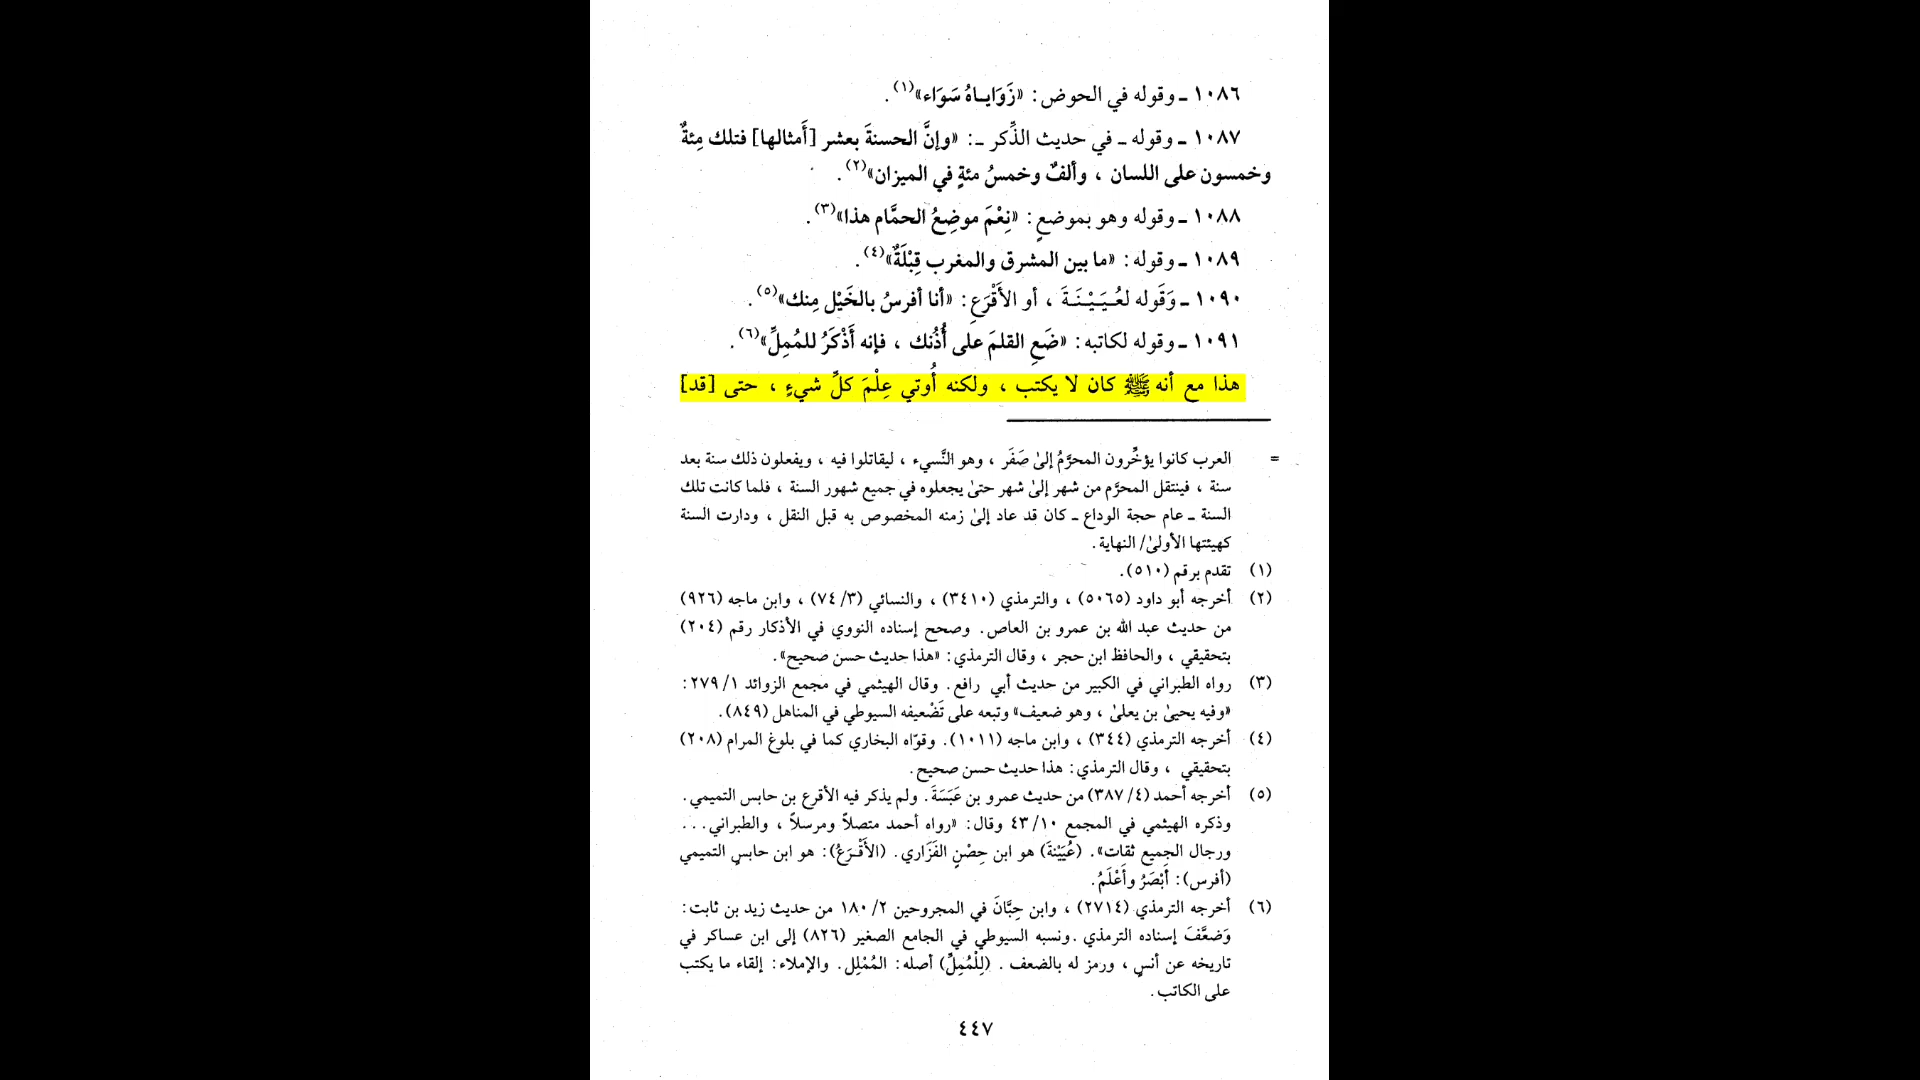 ١٠٨٦ ـ وقوله في الحوض: «زَوَايـاهُ سَوَاء»(١).
١٠٨٧ ـ وقوله ـ في حديث الذِّكر ـ: «وإنَّ الحسنةَ بعشر [أَمثالها] فتلك مِئةٌ
وخمسون على اللسان ، وألفٌ وخمسُ مئةٍ في الميزان»(٢).
١٠٨٨ ـ وقوله وهو بموضعٍ: «نِعْمَ موضِعُ الحمَّام هذا»(٣).
١٠٨٩ ـ وقوله: «ما بين المشرق والمغرب قِبْلَةٌ»(٤).
١٠٩٠ ـ وَقَوله لعُـيَـيْـنَـةَ ، أو الأَقْرَعِ: «أنا أفرسُ بالخَيْل مِنك»(٥).
١٠٩١ ـ وقوله لكاتبه: «ضَعِ القلمَ على أُذُنك ، فإنه أَذْكَرُ للمُمِلِّ»(٦).
هذا مع أنه ﷺ كان لا يكتب ، ولكنه أُوتي عِلْمَ كلِّ شيءٍ ، حتى [قد]
= العرب كانوا يؤخِّرون المحرَّمُ إلىٰ صَفَر ، وهو النَّسيء ، ليقاتلوا فيه ، ويفعلون ذلك سنة بعد
سنة ، فينتقل المحرَّم من شهر إلىٰ شهر حتىٰ يجعلوه في جميع شهور السنة ، فلما كانت تلك
السنة ـ عام حجة الوداع ـ كان قد عاد إلىٰ زمنه المخصوص به قبل النقل ، ودارت السنة
كهيئتها الأولىٰ/ النهاية.
(١) تقدم برقم (٥١٠).
(٢) أخرجه أبو داود (٥٠٦٥) ، والترمذي (٣٤١٠) ، والنسائي (٣/ ٧٤) ، وابن ماجه (٩٢٦)
من حديث عبد الله بن عمرو بن العاص. وصحح إسناده النووي في الأذكار رقم (٢٠٤)
بتحقيقي ، والحافظ ابن حجر ، وقال الترمذي: «هذا حديث حسن صحيح».
(٣) رواه الطبراني في الكبير من حديث أبي رافع. وقال الهيثمي في مجمع الزوائد ١/ ٢٧٩:
«وفيه يحيىٰ بن يعلىٰ ، وهو ضعيف» وتبعه على تَضْعيفه السيوطي في المناهل (٨٤٩).
(٤) أخرجه الترمذي (٣٤٤) ، وابن ماجه (١٠١١). وقوّاه البخاري كما في بلوغ المرام (٢٠٨)
بتحقيقي ، وقال الترمذي: هذا حديث حسن صحيح.
(٥) أخرجه أحمد (٤/ ٣٨٧) من حديث عمرو بن عَبَسَةَ. ولم يذكر فيه الأقرع بن حابس التميمي.
وذكره الهيثمي في المجمع ١٠/ ٤٣ وقال: «رواه أحمد متصلاً ومرسلاً ، والطبراني...
ورجال الجميع ثقات». (عُيَيْنةَ) هو ابن حِصْنٍ الفَزَاري. (الأَقْـرَعُ): هو ابن حابسٍ التميمي
(أفرس): أَبْصَرُ وأَعْلَمُ.
(٦) أخرجه الترمذي (٢٧١٤) ، وابن حِبَّانَ في المجروحين ٢/ ١٨٠ من حديث زيد بن ثابت:
وَضعَّفَ إسناده الترمذي .ونسبه السيوطي في الجامع الصغير (٨٢٦) إلى ابن عساكر في
تاريخه عن أنسٍ ، ورمز له بالضعف . (لِلْمُمِلِّ) أصله: المُمْلِل. والإملاء: إلقاء ما يكتب
على الكاتب.
٤٤٧